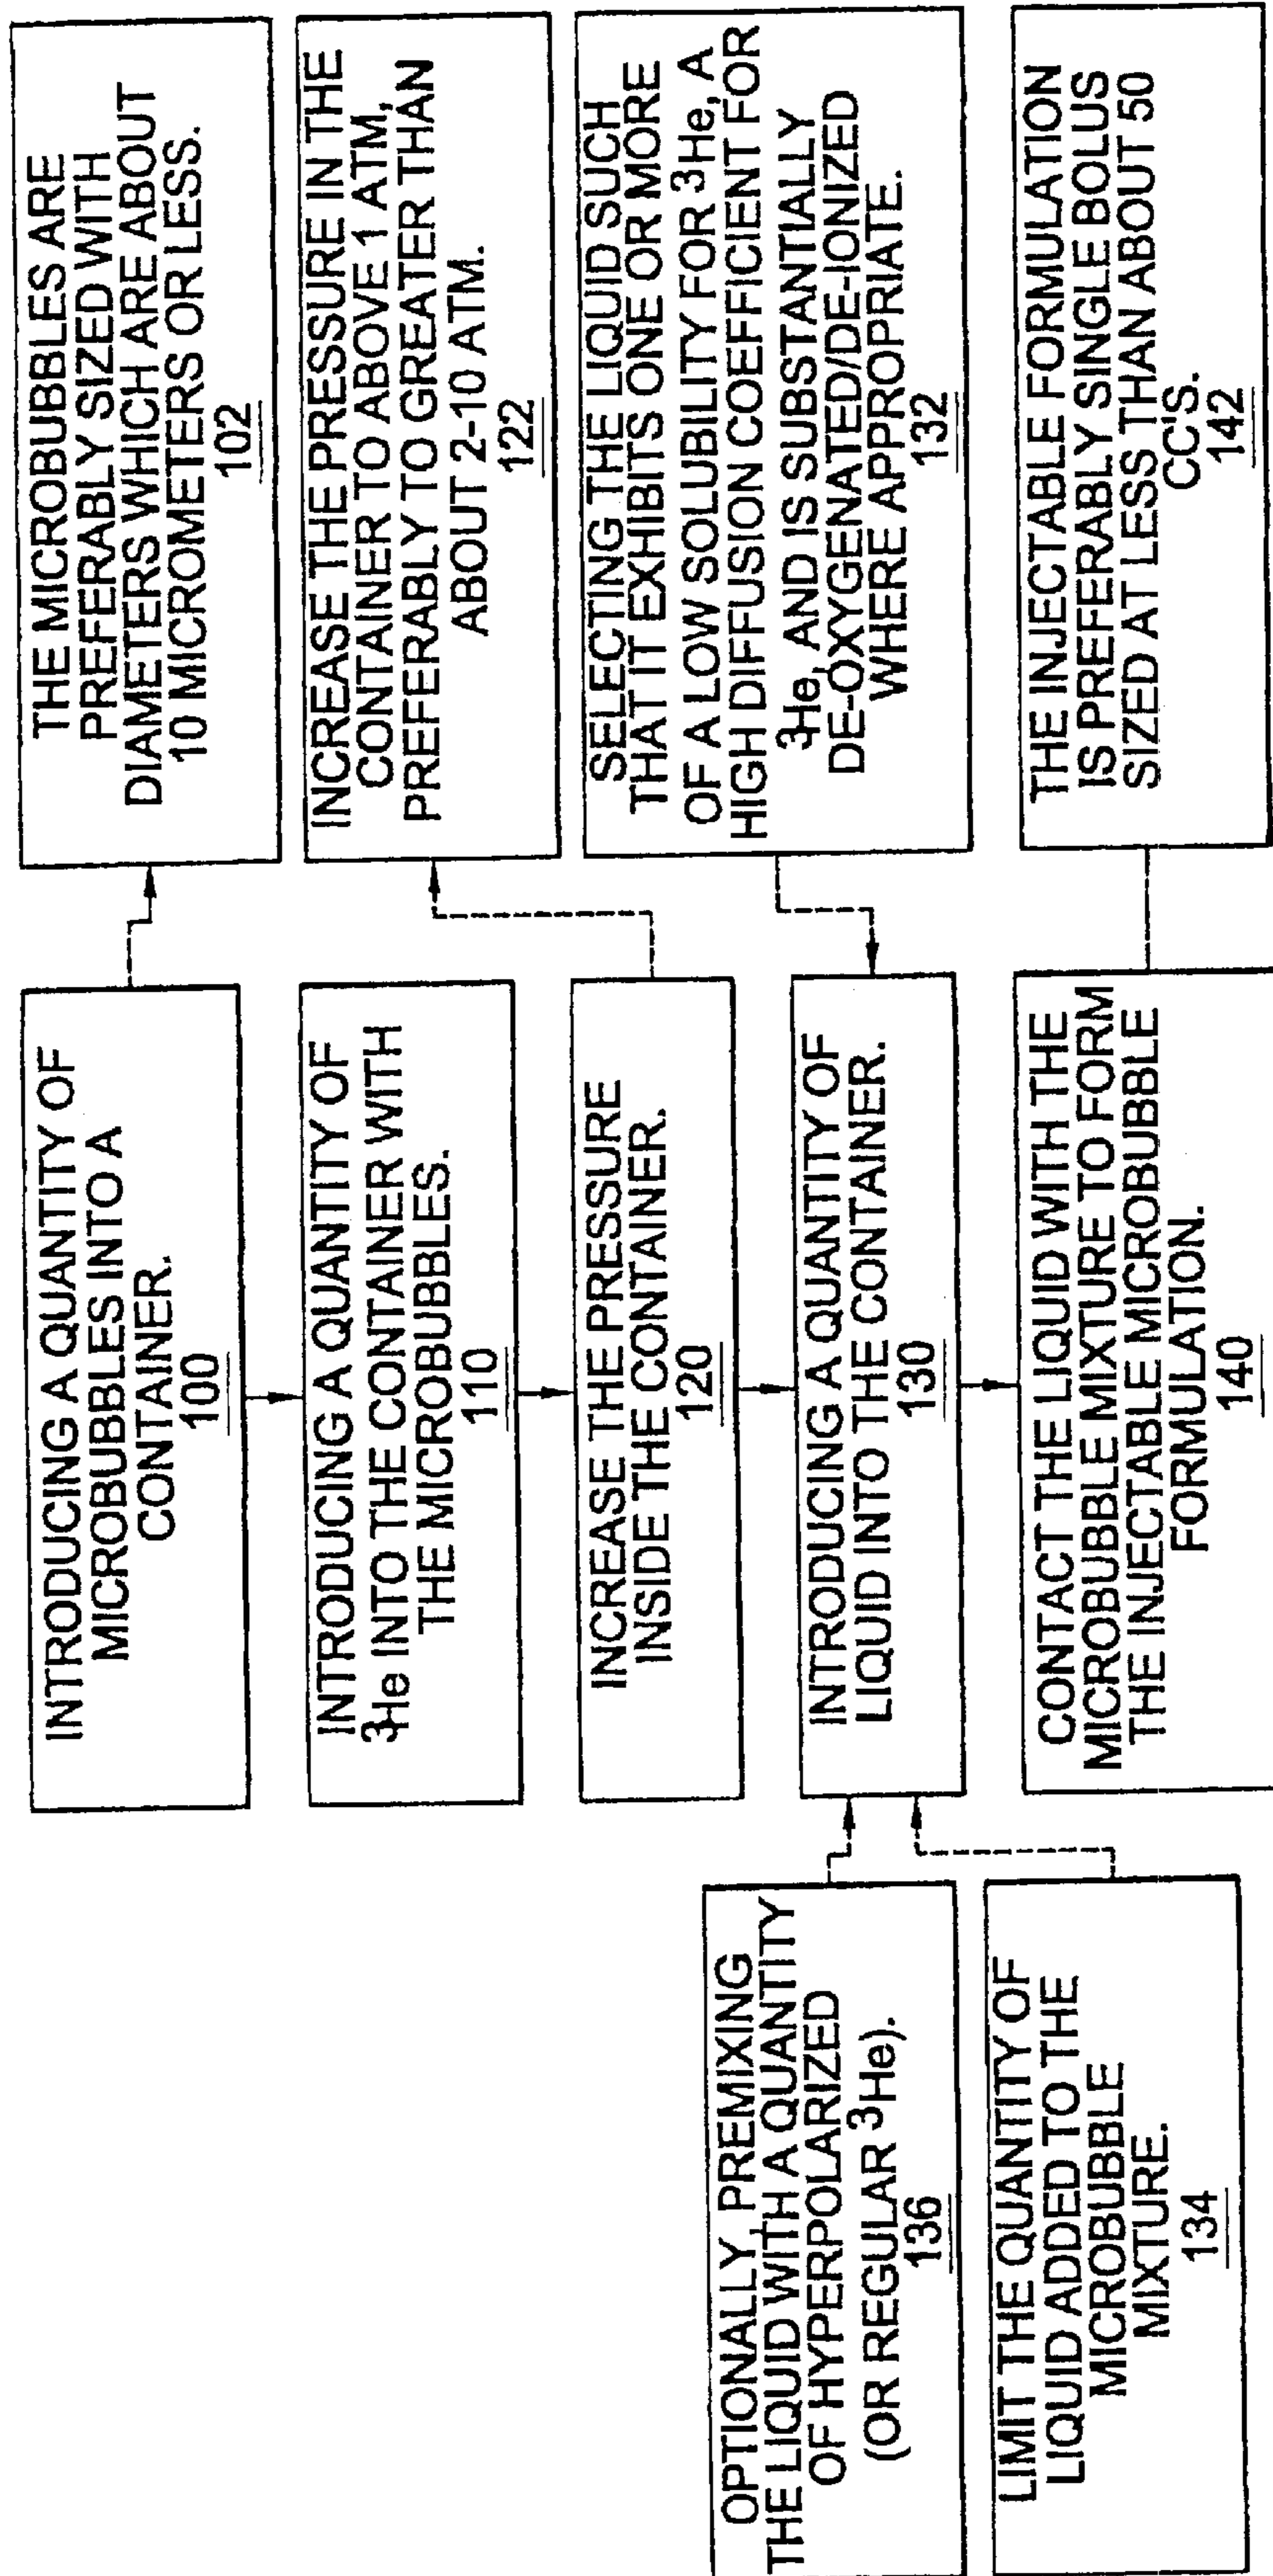 INTRODUCING A QUANTITY OF
MICROBUBBLES INTO A
CONTAINER.
100
THE MICROBUBBLES ARE
PREFERABLY SIZED WITH
DIAMETERS WHICH ARE ABOUT
10 MICROMETERS OR LESS.
102
INTRODUCING A QUANTITY OF
³He INTO THE CONTAINER WITH
THE MICROBUBBLES.
110
INCREASE THE PRESSURE
INSIDE THE CONTAINER.
120
INCREASE THE PRESSURE IN THE
CONTAINER TO ABOVE 1 ATM,
PREFERABLY TO GREATER THAN
ABOUT 2-10 ATM.
122
OPTIONALLY, PREMIXING
THE LIQUID WITH A QUANTITY
OF HYPERPOLARIZED
(OR REGULAR ³He).
136
INTRODUCING A QUANTITY OF
LIQUID INTO THE CONTAINER.
130
SELECTING THE LIQUID SUCH
THAT IT EXHIBITS ONE OR MORE
OF A LOW SOLUBILITY FOR ³He, A
HIGH DIFFUSION COEFFICIENT FOR
³He, AND IS SUBSTANTIALLY
DE-OXYGENATED/DE-IONIZED
WHERE APPROPRIATE.
132
LIMIT THE QUANTITY OF
LIQUID ADDED TO THE
MICROBUBBLE
MIXTURE.
134
CONTACT THE LIQUID WITH THE
MICROBUBBLE MIXTURE TO FORM
THE INJECTABLE MICROBUBBLE
FORMULATION.
140
THE INJECTABLE FORMULATION
IS PREFERABLY SINGLE BOLUS
SIZED AT LESS THAN ABOUT 50
CC'S.
142